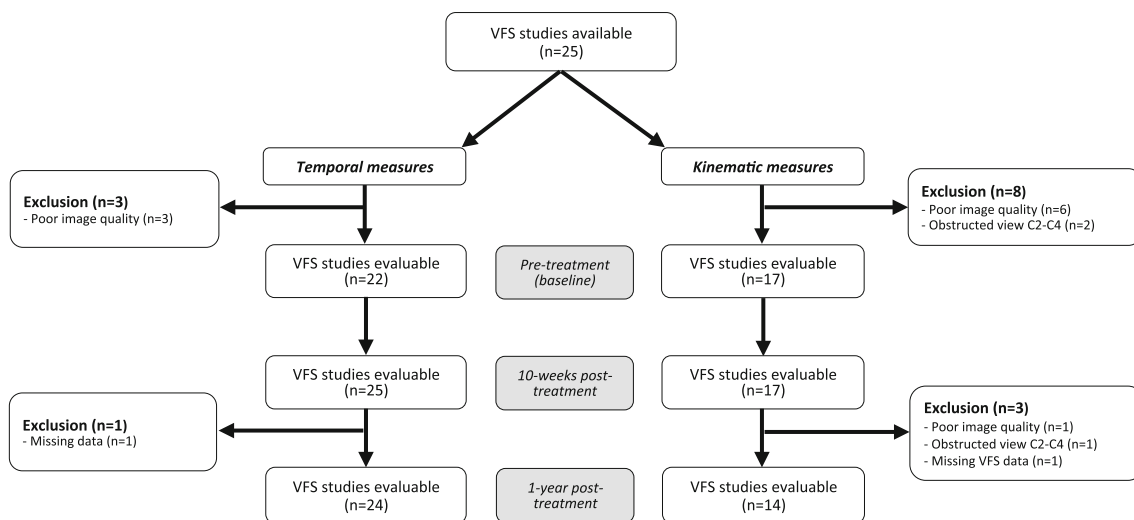 VFS studies available
(n=25)
Temporal measures
Kinematic measures
Exclusion (n=3)
- Poor image quality (n=3)
Exclusion (n=8)
- Poor image quality (n=6)
- Obstructed view C2-C4 (n=2)
VFS studies evaluable
(n=22)
Pre-treatment
(baseline)
VFS studies evaluable
(n=17)
VFS studies evaluable
(n=25)
10-weeks post-
treatment
VFS studies evaluable
(n=17)
Exclusion (n=1)
- Missing data (n=1)
Exclusion (n=3)
- Poor image quality (n=1)
- Obstructed view C2-C4 (n=1)
- Missing VFS data (n=1)
VFS studies evaluable
(n=24)
1-year post-
treatment
VFS studies evaluable
(n=14)